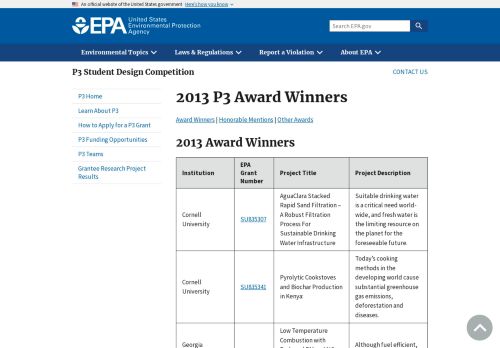 An official website of the United States government Here's how you know
EPA United States
Environmental Protection
Agency
Search EPA.gov
Environmental Topics Laws & Regulations Report a Violation About EPA
P3 Student Design Competition
CONTACT US
P3 Home
Learn About P3
How to Apply for a P3 Grant
P3 Funding Opportunities
P3 Teams
Grantee Research Project
Results
2013 P3 Award Winners
Award Winners | Honorable Mentions | Other Awards
2013 Award Winners
Institution
EPA
Grant
Number
Project Title
Project Description
Cornell
University
SU835307
AguaClara Stacked
Rapid Sand Filtration –
A Robust Filtration
Process For
Sustainable Drinking
Water Infrastructure
Suitable drinking water
is a critical need world-
wide, and fresh water is
the limiting resource on
the planet for the
foreseeable future.
Cornell
University
SU835341
Pyrolytic Cookstoves
and Biochar Production
in Kenya
Today's cooking
methods in the
developing world cause
substantial greenhouse
gas emissions,
deforestation and
diseases.
Georgia
Low Temperature
Combustion with
Although fuel efficient,